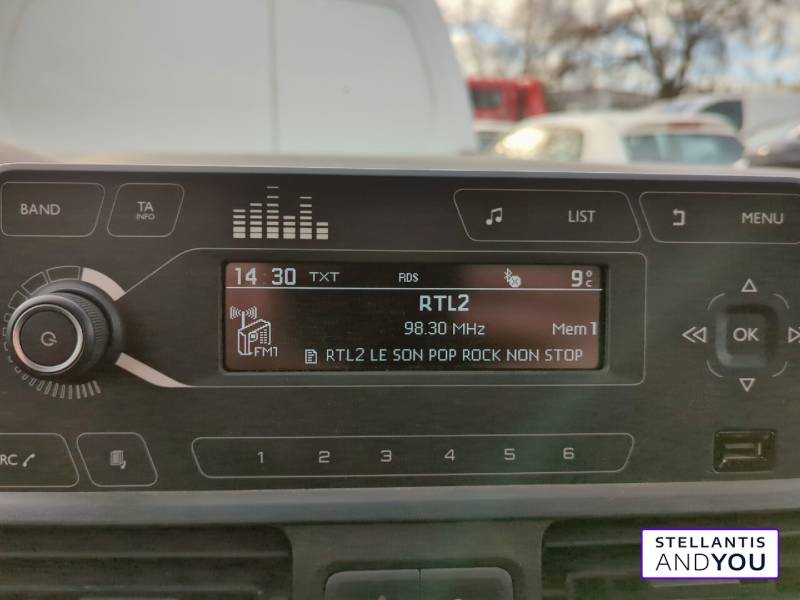 BAND
TA
INFO
LIST
MENU
14 30 TXT RDS 9°C
RTL2
98.30 MHz Mem 1
FM1
RTL2 LE SON POP ROCK NON STOP
OK
RC
1 2 3 4 5 6
STELLANTIS
ANDYOU